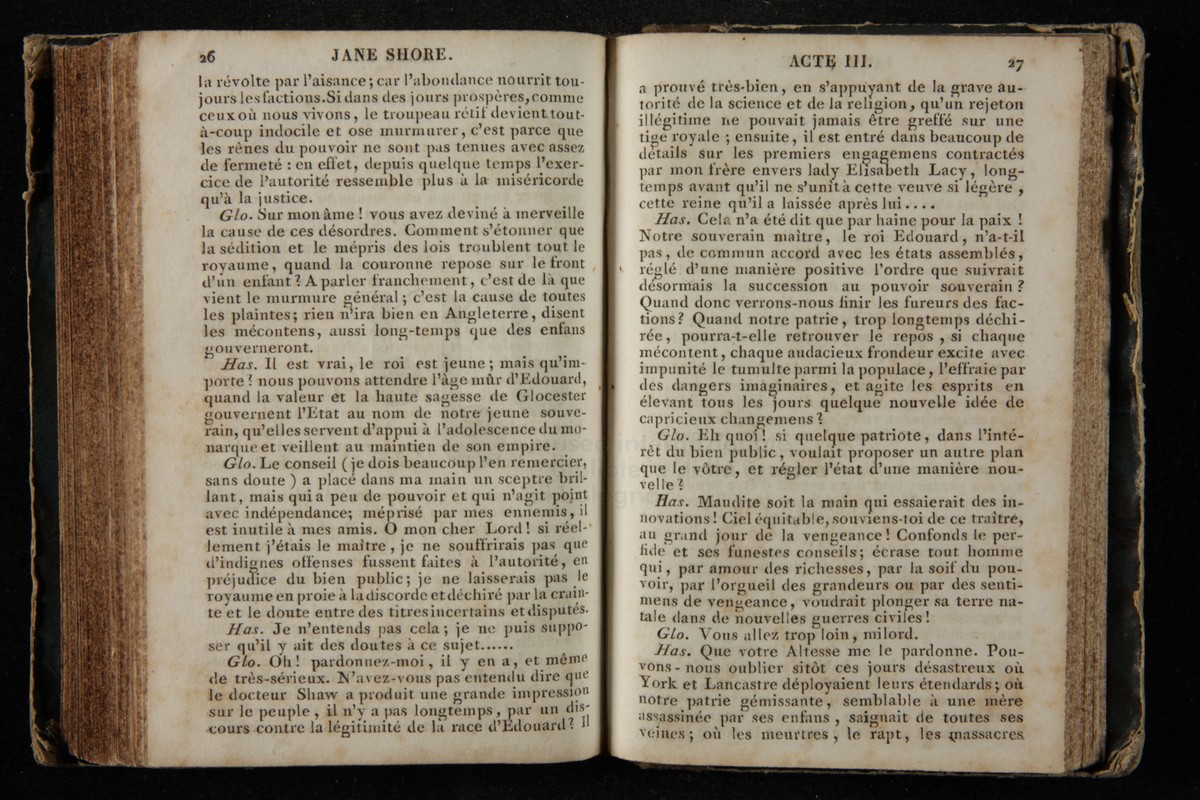 26
JANE SHORE.
la révolte par l'aisance; car l'abondance nourrit tou-
jours les factions. Si dans des jours prospères, comme
ceux où nous vivons, le troupeau rétif devient tout-
à-coup indocile et ose murmurer, c'est parce que
les rênes du pouvoir ne sont pas tenues avec assez
de fermeté : en effet, depuis quelque temps l'exer-
cice de l'autorité ressemble plus à la miséricorde
qu'à la justice.
Glo. Sur mon âme ! vous avez deviné à merveille
la cause de ces désordres. Comment s'étonner que
la sédition et le mépris des lois troublent tout le
royaume, quand la couronne repose sur le front
d'un enfant ? A parler franchement, c'est de là que
vient le murmure général ; c'est la cause de toutes
les plaintes; rien n'ira bien en Angleterre, disent
les mécontens, aussi long-temps que des enfans
gouverneront.
Has. Il est vrai, le roi est jeune; mais qu'im-
porte ? nous pouvons attendre l'âge mûr d'Edouard,
quand la valeur et la haute sagesse de Glocester
gouvernent l'Etat au nom de notre jeune souve-
rain, qu'elles servent d'appui à l'adolescence du mo-
narque et veillent au maintien de son empire.
Glo. Le conseil ( je dois beaucoup l'en remercier,
sans doute ) a placé dans ma main un sceptre bril-
lant, mais qui a peu de pouvoir et qui n'agit point
avec indépendance; méprisé par mes ennemis, il
est inutile à mes amis. O mon cher Lord ! si réel-
lement j'étais le maître, je ne souffrirais pas que
d'indignes offenses fussent faites à l'autorité, en
préjudice du bien public; je ne laisserais pas le
royaume en proie à la discorde et déchiré par la crain-
te et le doute entre des titres incertains et disputés.
Has. Je n'entends pas cela; je ne puis suppo-
ser qu'il y ait des doutes à ce sujet......
Glo. Oh ! pardonnez-moi, il y en a, et même
de très-sérieux. N'avez-vous pas entendu dire que
le docteur Shaw a produit une grande impression
sur le peuple, il n'y a pas longtemps, par un dis-
cours contre la légitimité de la race d'Edouard ? Il
ACTE III.
27
a prouvé très-bien, en s'appuyant de la grave au-
torité de la science et de la religion, qu'un rejeton
illégitime ne pouvait jamais être greffé sur une
tige royale ; ensuite, il est entré dans beaucoup de
détails sur les premiers engagemens contractés
par mon frère envers lady Elisabeth Lacy, long-
temps avant qu'il ne s'unît à cette veuve si légère,
cette reine qu'il a laissée après lui....
Has. Cela n'a été dit que par haine pour la paix !
Notre souverain maître, le roi Edouard, n'a-t-il
pas, de commun accord avec les états assemblés,
réglé d'une manière positive l'ordre que suivrait
désormais la succession au pouvoir souverain ?
Quand donc verrons-nous finir les fureurs des fac-
tions ? Quand notre patrie, trop longtemps déchi-
rée, pourra-t-elle retrouver le repos, si chaque
mécontent, chaque audacieux frondeur excite avec
impunité le tumulte parmi la populace, l'effraie par
des dangers imaginaires, et agite les esprits en
élevant tous les jours quelque nouvelle idée de
capricieux changemens ?
Glo. Eh quoi ! si quelque patriote, dans l'inté-
rêt du bien public, voulait proposer un autre plan
que le vôtre, et régler l'état d'une manière nou-
velle ?
Has. Maudite soit la main qui essaierait des in-
novations ! Ciel équitable, souviens-toi de ce traître,
au grand jour de la vengeance ! Confonds le per-
fide et ses funestes conseils; écrase tout homme
qui, par amour des richesses, par la soif du pou-
voir, par l'orgueil des grandeurs ou par des senti-
mens de vengeance, voudrait plonger sa terre na-
tale dans de nouvelles guerres civiles !
Glo. Vous allez trop loin, milord.
Has. Que votre Altesse me le pardonne. Pou-
vons-nous oublier sitôt ces jours désastreux où
York et Lancastre déployaient leurs étendards; où
notre patrie gémissante, semblable à une mère
assassinée par ses enfans, saignait de toutes ses
veines; où les meurtres, le rapt, les massacres